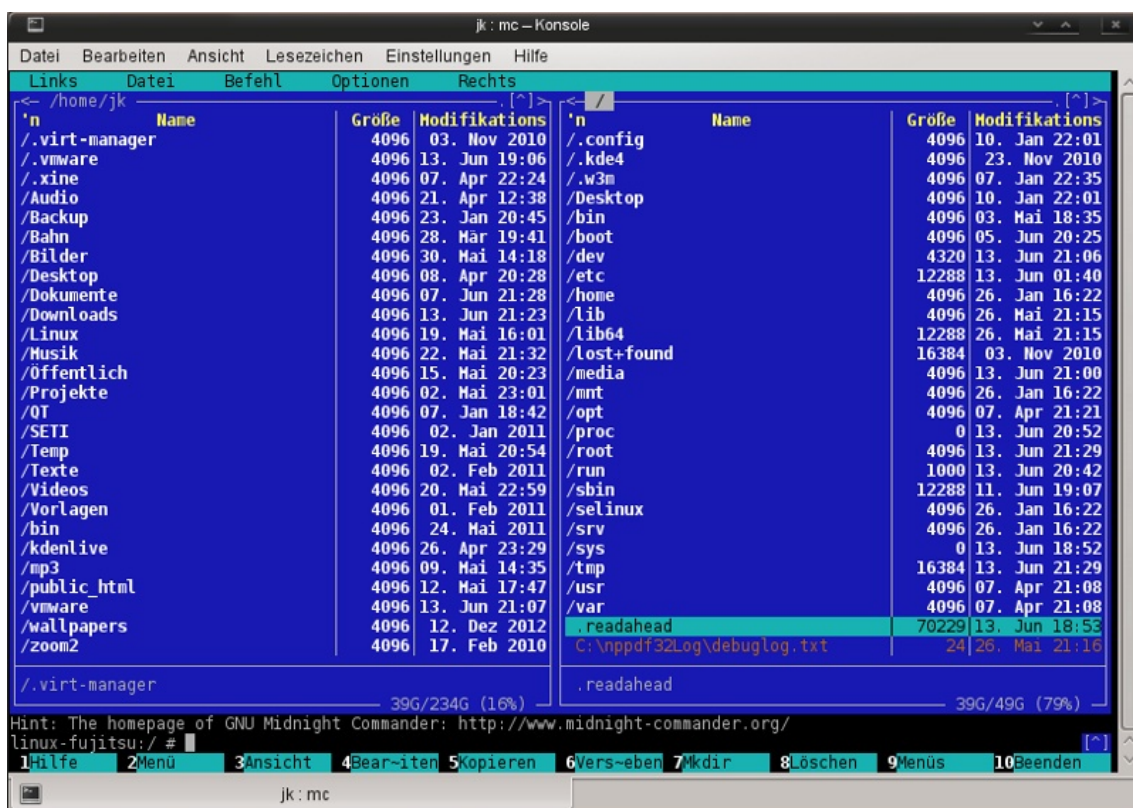 jk : mc – Konsole
Datei Bearbeiten Ansicht Lesezeichen Einstellungen Hilfe
Links Datei Befehl Optionen Rechts
<– /home/jk .[^]> <– / .[^]>
'n Name Größe Modifikations 'n Name Größe Modifikations
/.virt-manager 4096 03. Nov 2010 /.config 4096 10. Jan 22:01
/.vmware 4096 13. Jun 19:06 /.kde4 4096 23. Nov 2010
/.xine 4096 07. Apr 22:24 /.w3m 4096 07. Jan 22:35
/Audio 4096 21. Apr 12:38 /Desktop 4096 10. Jan 22:01
/Backup 4096 23. Jan 20:45 /bin 4096 03. Mai 18:35
/Bahn 4096 28. Mär 19:41 /boot 4096 05. Jun 20:25
/Bilder 4096 30. Mai 14:18 /dev 4320 13. Jun 21:06
/Desktop 4096 08. Apr 20:28 /etc 12288 13. Jun 01:40
/Dokumente 4096 07. Jun 21:28 /home 4096 26. Jan 16:22
/Downloads 4096 13. Jun 21:23 /lib 4096 26. Mai 21:15
/Linux 4096 19. Mai 16:01 /lib64 12288 26. Mai 21:15
/Musik 4096 22. Mai 21:32 /lost+found 16384 03. Nov 2010
/Öffentlich 4096 15. Mai 20:23 /media 4096 13. Jun 21:00
/Projekte 4096 02. Mai 23:01 /mnt 4096 26. Jan 16:22
/QT 4096 07. Jan 18:42 /opt 4096 07. Apr 21:21
/SETI 4096 02. Jan 2011 /proc 0 13. Jun 20:52
/Temp 4096 19. Mai 20:54 /root 4096 13. Jun 21:29
/Texte 4096 02. Feb 2011 /run 1000 13. Jun 20:42
/Videos 4096 20. Mai 22:59 /sbin 12288 11. Jun 19:07
/Vorlagen 4096 01. Feb 2011 /selinux 4096 26. Jan 16:22
/bin 4096 24. Mai 2011 /srv 4096 26. Jan 16:22
/kdenlive 4096 26. Apr 23:29 /sys 0 13. Jun 18:52
/mp3 4096 09. Mai 14:35 /tmp 16384 13. Jun 21:29
/public_html 4096 12. Mai 17:47 /usr 4096 07. Apr 21:08
/vmware 4096 13. Jun 21:07 /var 4096 07. Apr 21:08
/wallpapers 4096 12. Dez 2012 .readahead 70229 13. Jun 18:53
/zoom2 4096 17. Feb 2010 C:\nppdf32Log\debuglog.txt 24 26. Mai 21:16
/.virt-manager .readahead
39G/234G (16%) 39G/49G (79%)
Hint: The homepage of GNU Midnight Commander: http://www.midnight-commander.org/
linux-fujitsu:/ # [^]
1Hilfe 2Menü 3Ansicht 4Bear~iten 5Kopieren 6Vers~eben 7Mkdir 8Löschen 9Menüs 10Beenden
jk : mc